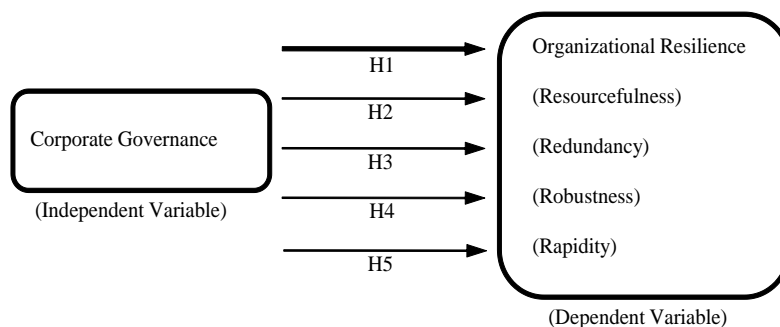 Corporate Governance
(Independent Variable)
H1
H2
H3
H4
H5
Organizational Resilience
(Resourcefulness)
(Redundancy)
(Robustness)
(Rapidity)
(Dependent Variable)